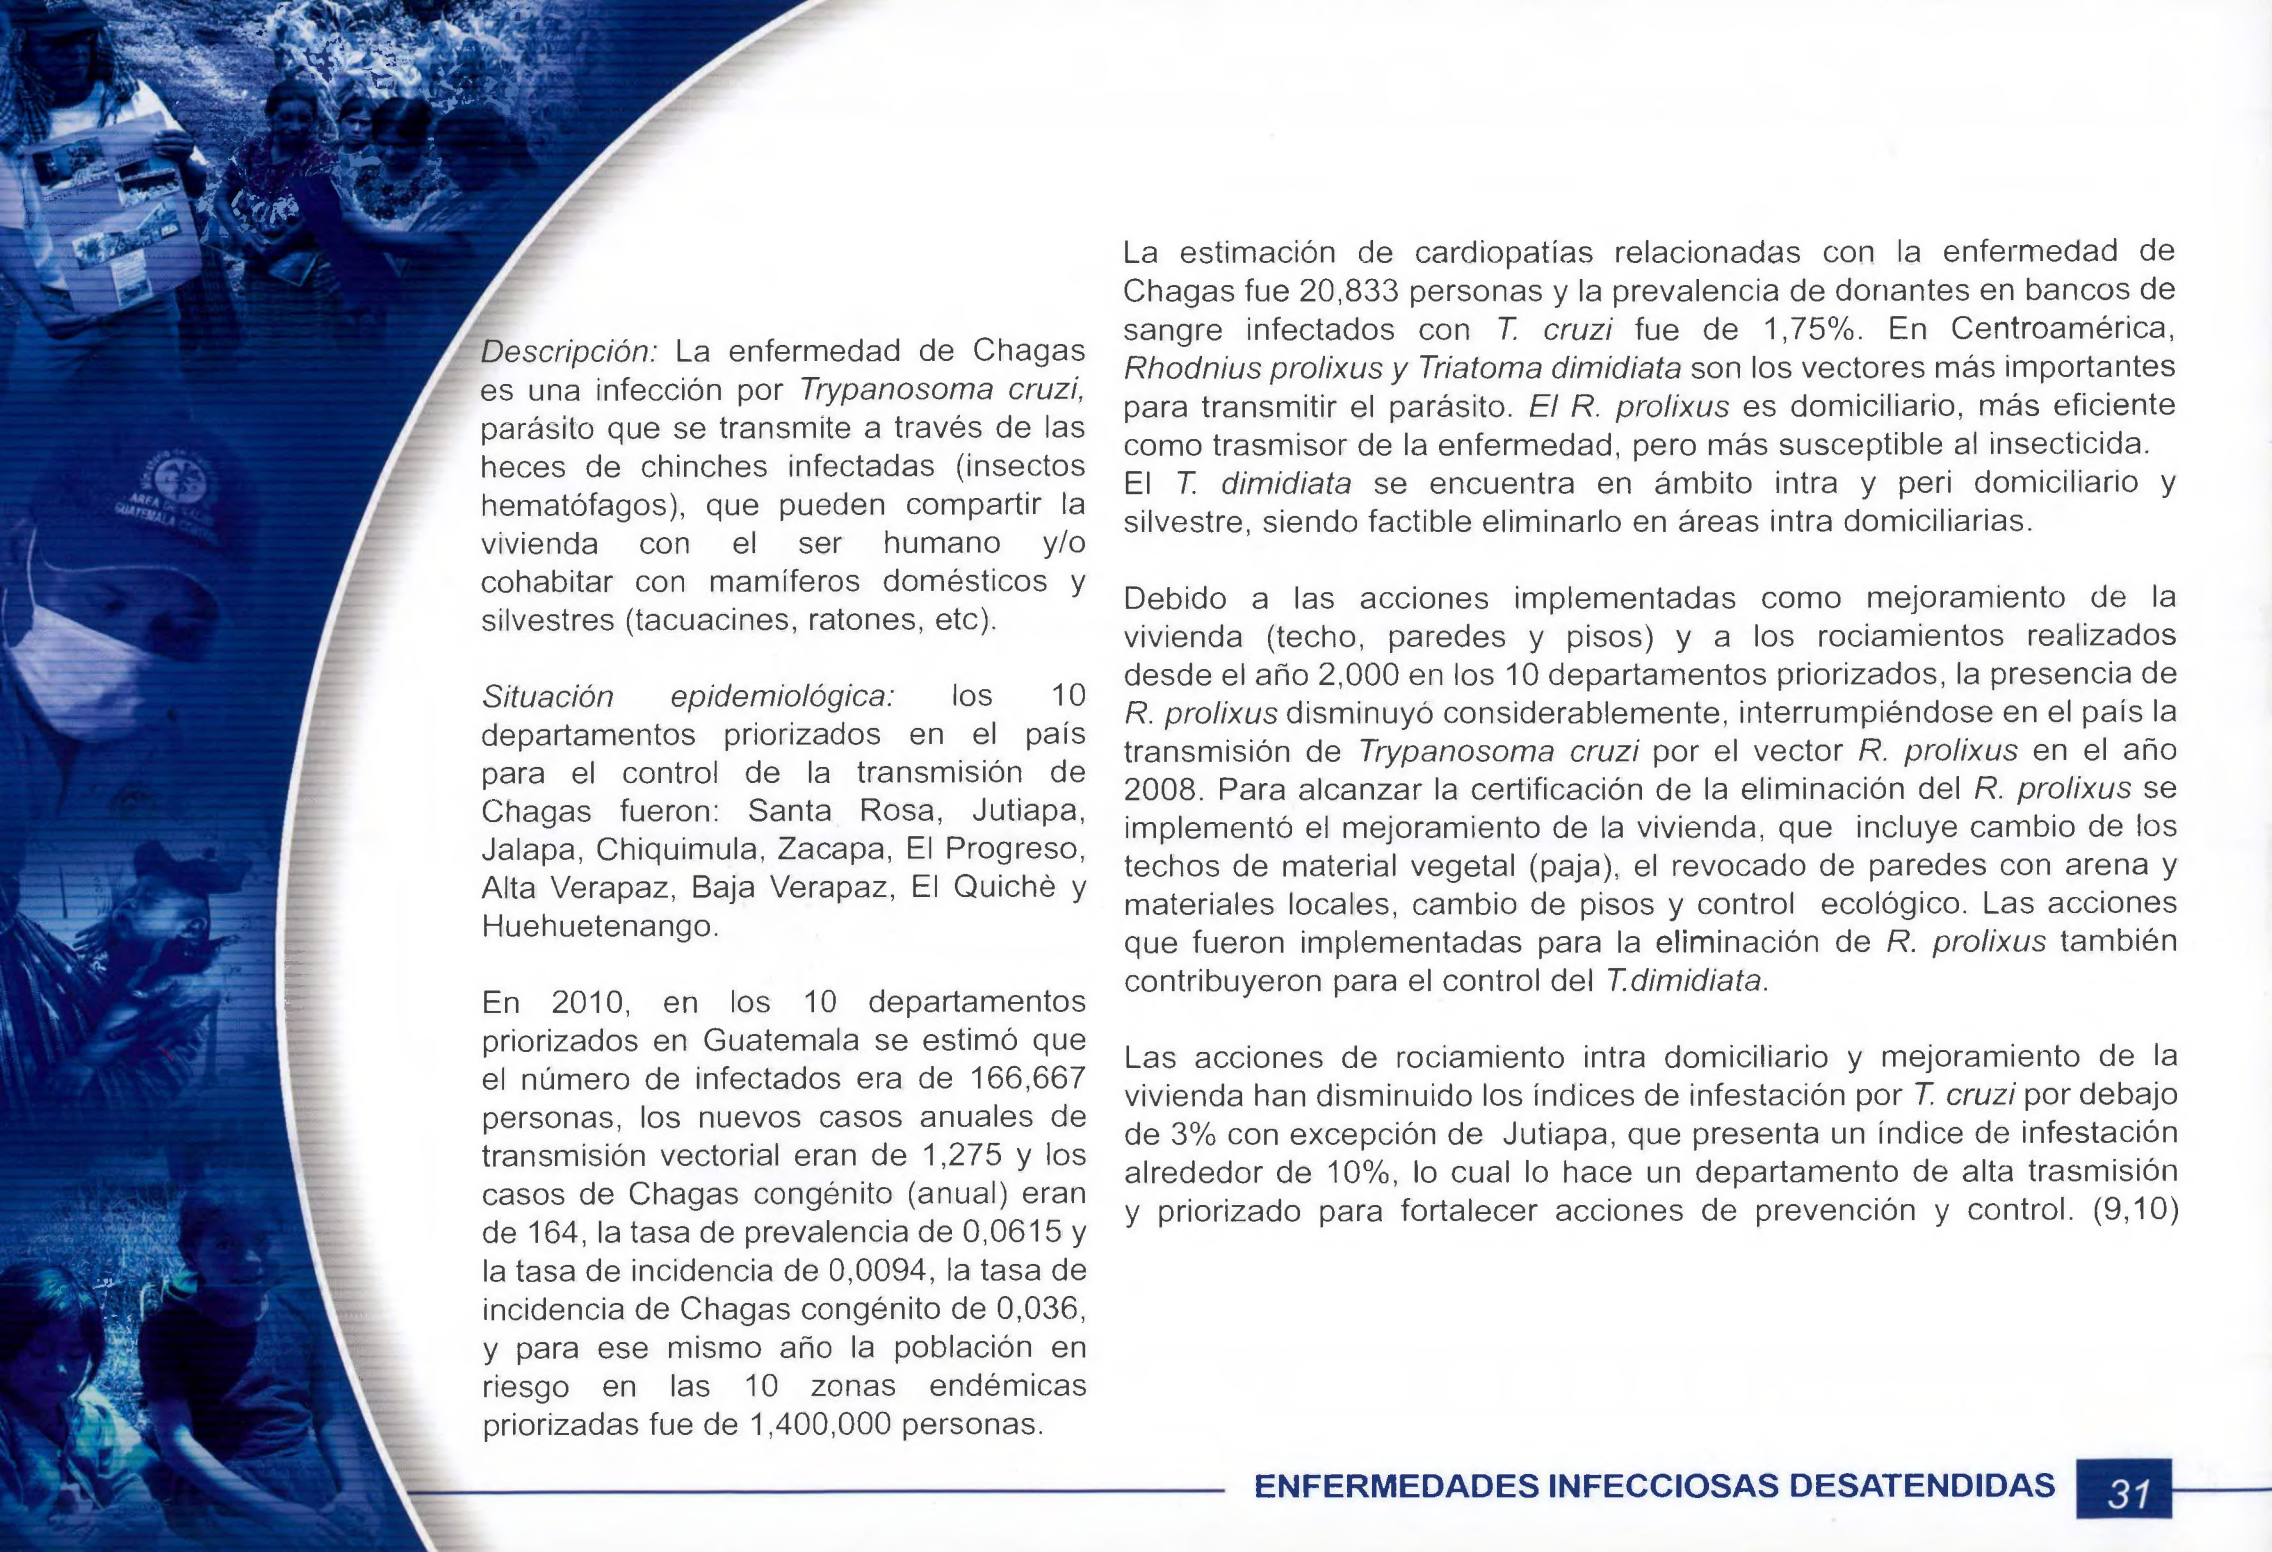 Descripción: La enfermedad de Chagas
es una infección por Trypanosoma cruzi,
parásito que se transmite a través de las
heces de chinches infectadas (insectos
hematófagos), que pueden compartir la
vivienda con el ser humano y/o
cohabitar con mamíferos domésticos y
silvestres (tacuacines, ratones, etc).
Situación epidemiológica: los 10
departamentos priorizados en el país
para el control de la transmisión de
Chagas fueron: Santa Rosa, Jutiapa,
Jalapa, Chiquimula, Zacapa, El Progreso,
Alta Verapaz, Baja Verapaz, El Quichè y
Huehuetenango.
En 2010, en los 10 departamentos
priorizados en Guatemala se estimó que
el número de infectados era de 166,667
personas, los nuevos casos anuales de
transmisión vectorial eran de 1,275 y los
casos de Chagas congénito (anual) eran
de 164, la tasa de prevalencia de 0,0615 y
la tasa de incidencia de 0,0094, la tasa de
incidencia de Chagas congénito de 0,036,
y para ese mismo año la población en
riesgo en las 10 zonas endémicas
priorizadas fue de 1,400,000 personas.
La estimación de cardiopatías relacionadas con la enfermedad de
Chagas fue 20,833 personas y la prevalencia de donantes en bancos de
sangre infectados con T. cruzi fue de 1,75%. En Centroamérica,
Rhodnius prolixus y Triatoma dimidiata son los vectores más importantes
para transmitir el parásito. El R. prolixus es domiciliario, más eficiente
como trasmisor de la enfermedad, pero más susceptible al insecticida.
El T. dimidiata se encuentra en ámbito intra y peri domiciliario y
silvestre, siendo factible eliminarlo en áreas intra domiciliarias.
Debido a las acciones implementadas como mejoramiento de la
vivienda (techo, paredes y pisos) y a los rociamientos realizados
desde el año 2,000 en los 10 departamentos priorizados, la presencia de
R. prolixus disminuyó considerablemente, interrumpiéndose en el país la
transmisión de Trypanosoma cruzi por el vector R. prolixus en el año
2008. Para alcanzar la certificación de la eliminación del R. prolixus se
implementó el mejoramiento de la vivienda, que incluye cambio de los
techos de material vegetal (paja), el revocado de paredes con arena y
materiales locales, cambio de pisos y control ecológico. Las acciones
que fueron implementadas para la eliminación de R. prolixus también
contribuyeron para el control del T.dimidiata.
Las acciones de rociamiento intra domiciliario y mejoramiento de la
vivienda han disminuido los índices de infestación por T. cruzi por debajo
de 3% con excepción de Jutiapa, que presenta un índice de infestación
alrededor de 10%, lo cual lo hace un departamento de alta trasmisión
y priorizado para fortalecer acciones de prevención y control. (9,10)
ENFERMEDADES INFECCIOSAS DESATENDIDAS 31